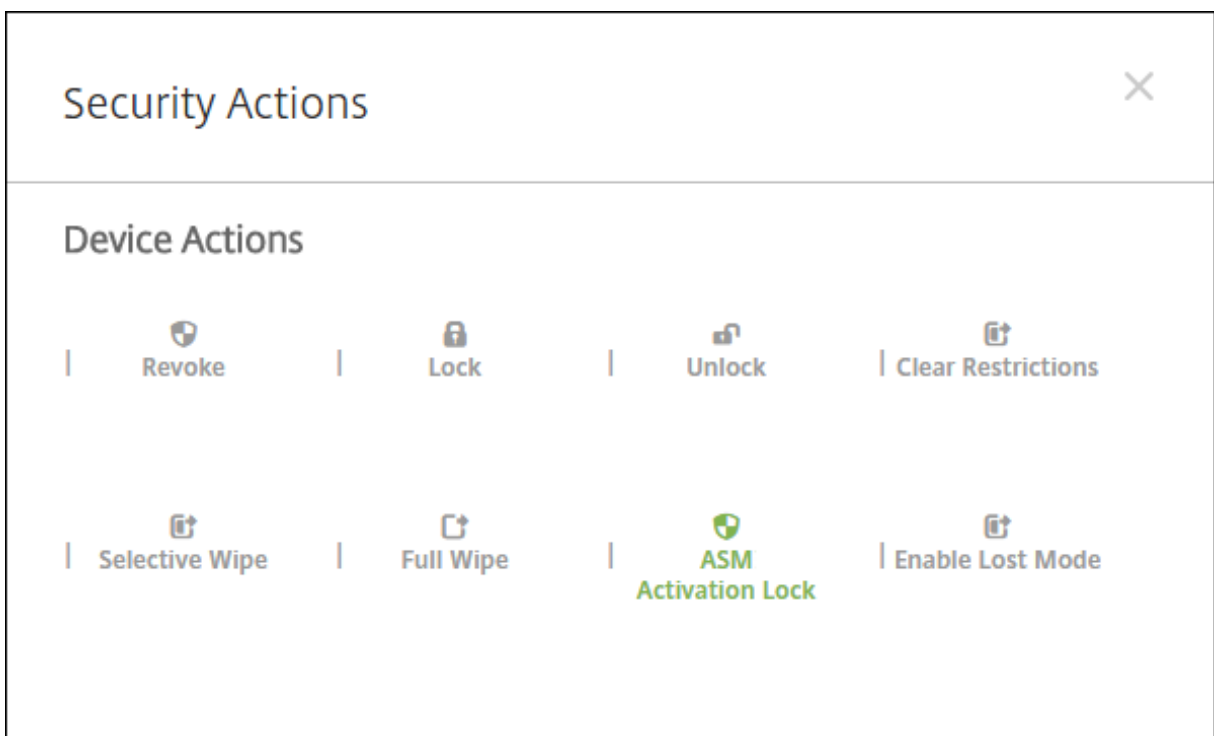 Security Actions
Device Actions
Revoke
Lock
Unlock
Clear Restrictions
Selective Wipe
Full Wipe
ASM
Activation Lock
Enable Lost Mode